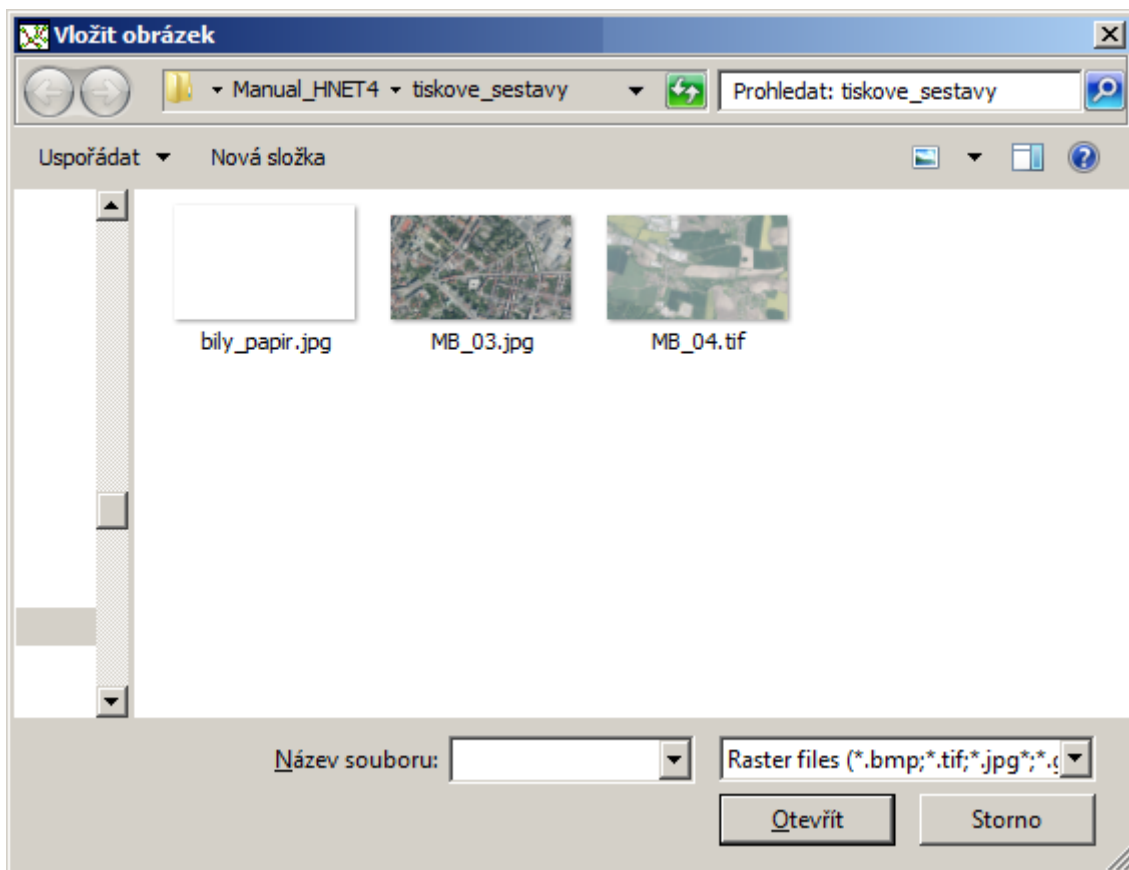 Vložit obrázek
Manual_HNET4 tiskove_sestavy
Prohledat: tiskove_sestavy
Uspořádat Nová složka
bily_papir.jpg MB_03.jpg MB_04.tif
Název souboru: Raster files (*.bmp;*.tif;*.jpg*;*.g
Otevřít Storno